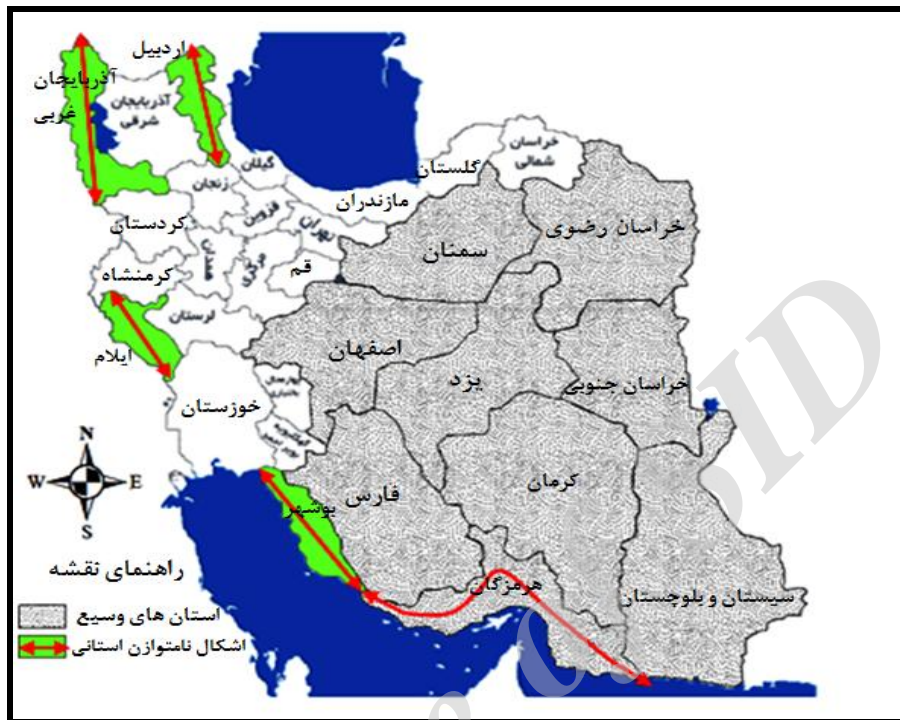 اردبیل
آذربایجان
غربی
آذربایجان
شرقی
گیلان
زنجان
گلستان
خراسان
شمالی
مازندران
کردستان
قزوین
تهران
همدان
مرکزی
سمنان
خراسان رضوی
قم
کرمنشاه
لرستان
ایلام
اصفهان
یزد
خراسان جنوبی
خوزستان
فارس
کرمان
بوشهر
هرمزگان
سیستان و بلوچستان
N
W
E
S
راهنمای نقشه
استان های وسیع
اشکال نامتوازن استانی
SID